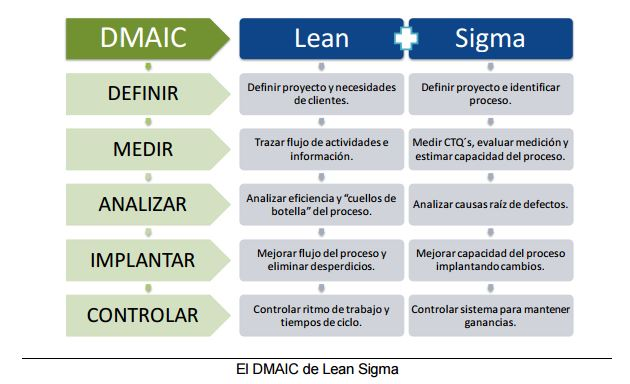 DMAIC
Lean
Sigma
DEFINIR
Definir proyecto y necesidades
de clientes.
Definir proyecto e identificar
proceso.
MEDIR
Trazar flujo de actividades e
información.
Medir CTQ´s, evaluar medición y
estimar capacidad del proceso.
ANALIZAR
Analizar eficiencia y “cuellos de
botella” del proceso.
Analizar causas raíz de defectos.
IMPLANTAR
Mejorar flujo del proceso y
eliminar desperdicios.
Mejorar capacidad del proceso
implantando cambios.
CONTROLAR
Controlar ritmo de trabajo y
tiempos de ciclo.
Controlar sistema para mantener
ganancias.
El DMAIC de Lean Sigma